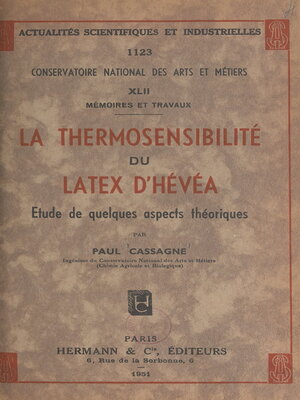 ACTUALITÉS SCIENTIFIQUES ET INDUSTRIELLES
1123
CONSERVATOIRE NATIONAL DES ARTS ET MÉTIERS
XLII
MÉMOIRES ET TRAVAUX
LA THERMOSENSIBILITÉ
DU
LATEX D'HÉVÉA
Etude de quelques aspects théoriques
PAR
PAUL CASSAGNE
Ingénieur du Conservatoire National des Arts et Métiers
(Chimie Agricole et Biologique)
PARIS
HERMANN & Cie, ÉDITEURS
6, Rue de la Sorbonne, 6
1951